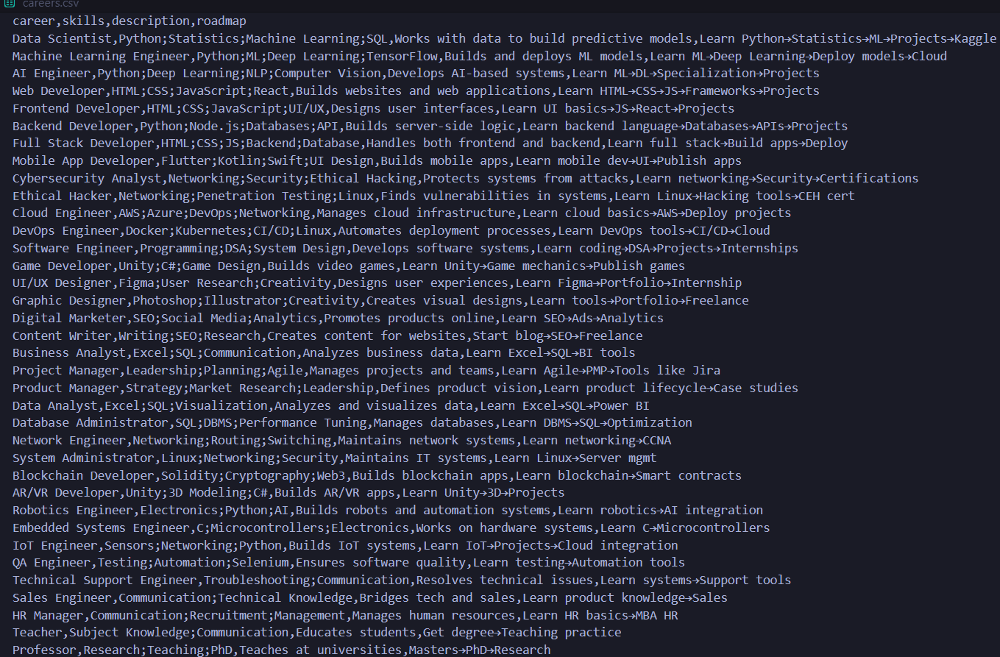 careers.csv
career,skills,description,roadmap
Data Scientist,Python;Statistics;Machine Learning;SQL,Works with data to build predictive models,Learn Python→Statistics→ML→Projects→Kaggle
Machine Learning Engineer,Python;ML;Deep Learning;TensorFlow,Builds and deploys ML models,Learn ML→Deep Learning→Deploy models→Cloud
AI Engineer,Python;Deep Learning;NLP;Computer Vision,Develops AI-based systems,Learn ML→DL→Specialization→Projects
Web Developer,HTML;CSS;JavaScript;React,Builds websites and web applications,Learn HTML→CSS→JS→Frameworks→Projects
Frontend Developer,HTML;CSS;JavaScript;UI/UX,Designs user interfaces,Learn UI basics→JS→React→Projects
Backend Developer,Python;Node.js;Databases;API,Builds server-side logic,Learn backend language→Databases→APIs→Projects
Full Stack Developer,HTML;CSS;JS;Backend;Database,Handles both frontend and backend,Learn full stack→Build apps→Deploy
Mobile App Developer,Flutter;Kotlin;Swift;UI Design,Builds mobile apps,Learn mobile dev→UI→Publish apps
Cybersecurity Analyst,Networking;Security;Ethical Hacking,Protects systems from attacks,Learn networking→Security→Certifications
Ethical Hacker,Networking;Penetration Testing;Linux,Finds vulnerabilities in systems,Learn Linux→Hacking tools→CEH cert
Cloud Engineer,AWS;Azure;DevOps;Networking,Manages cloud infrastructure,Learn cloud basics→AWS→Deploy projects
DevOps Engineer,Docker;Kubernetes;CI/CD;Linux,Automates deployment processes,Learn DevOps tools→CI/CD→Cloud
Software Engineer,Programming;DSA;System Design,Develops software systems,Learn coding→DSA→Projects→Internships
Game Developer,Unity;C#;Game Design,Builds video games,Learn Unity→Game mechanics→Publish games
UI/UX Designer,Figma;User Research;Creativity,Designs user experiences,Learn Figma→Portfolio→Internship
Graphic Designer,Photoshop;Illustrator;Creativity,Creates visual designs,Learn tools→Portfolio→Freelance
Digital Marketer,SEO;Social Media;Analytics,Promotes products online,Learn SEO→Ads→Analytics
Content Writer,Writing;SEO;Research,Creates content for websites,Start blog→SEO→Freelance
Business Analyst,Excel;SQL;Communication,Analyzes business data,Learn Excel→SQL→BI tools
Project Manager,Leadership;Planning;Agile,Manages projects and teams,Learn Agile→PMP→Tools like Jira
Product Manager,Strategy;Market Research;Leadership,Defines product vision,Learn product lifecycle→Case studies
Data Analyst,Excel;SQL;Visualization,Analyzes and visualizes data,Learn Excel→SQL→Power BI
Database Administrator,SQL;DBMS;Performance Tuning,Manages databases,Learn DBMS→SQL→Optimization
Network Engineer,Networking;Routing;Switching,Maintains network systems,Learn networking→CCNA
System Administrator,Linux;Networking;Security,Maintains IT systems,Learn Linux→Server mgmt
Blockchain Developer,Solidity;Cryptography;Web3,Builds blockchain apps,Learn blockchain→Smart contracts
AR/VR Developer,Unity;3D Modeling;C#,Builds AR/VR apps,Learn Unity→3D→Projects
Robotics Engineer,Electronics;Python;AI,Builds robots and automation systems,Learn robotics→AI integration
Embedded Systems Engineer,C;Microcontrollers;Electronics,Works on hardware systems,Learn C→Microcontrollers
IoT Engineer,Sensors;Networking;Python,Builds IoT systems,Learn IoT→Projects→Cloud integration
QA Engineer,Testing;Automation;Selenium,Ensures software quality,Learn testing→Automation tools
Technical Support Engineer,Troubleshooting;Communication,Resolves technical issues,Learn systems→Support tools
Sales Engineer,Communication;Technical Knowledge,Bridges tech and sales,Learn product knowledge→Sales
HR Manager,Communication;Recruitment;Management,Manages human resources,Learn HR basics→MBA HR
Teacher,Subject Knowledge;Communication,Educates students,Get degree→Teaching practice
Professor,Research;Teaching;PhD,Teaches at universities,Masters→PhD→Research